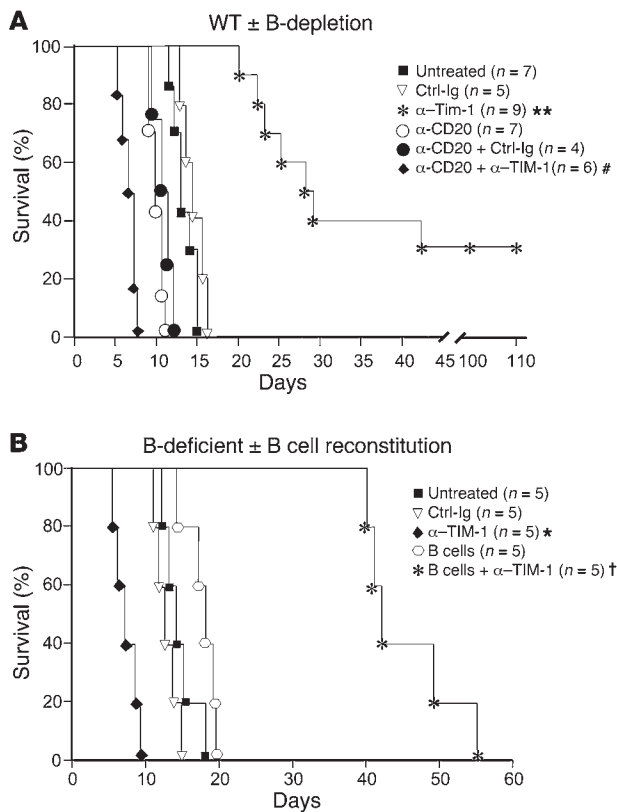 A
WT ± B-depletion
Survival (%)
100
80
60
40
20
0
Untreated (n = 7)
Ctrl-Ig (n = 5)
α–Tim-1 (n = 9) **
α-CD20 (n = 7)
α-CD20 + Ctrl-Ig (n = 4)
α-CD20 + α–TIM-1(n = 6) #
0 5 10 15 20 25 30 35 40 45 100 110
Days
B
B-deficient ± B cell reconstitution
Survival (%)
100
80
60
40
20
0
Untreated (n = 5)
Ctrl-Ig (n = 5)
α–TIM-1 (n = 5) *
B cells (n = 5)
B cells + α–TIM-1 (n = 5) †
0 10 20 30 40 50 60
Days